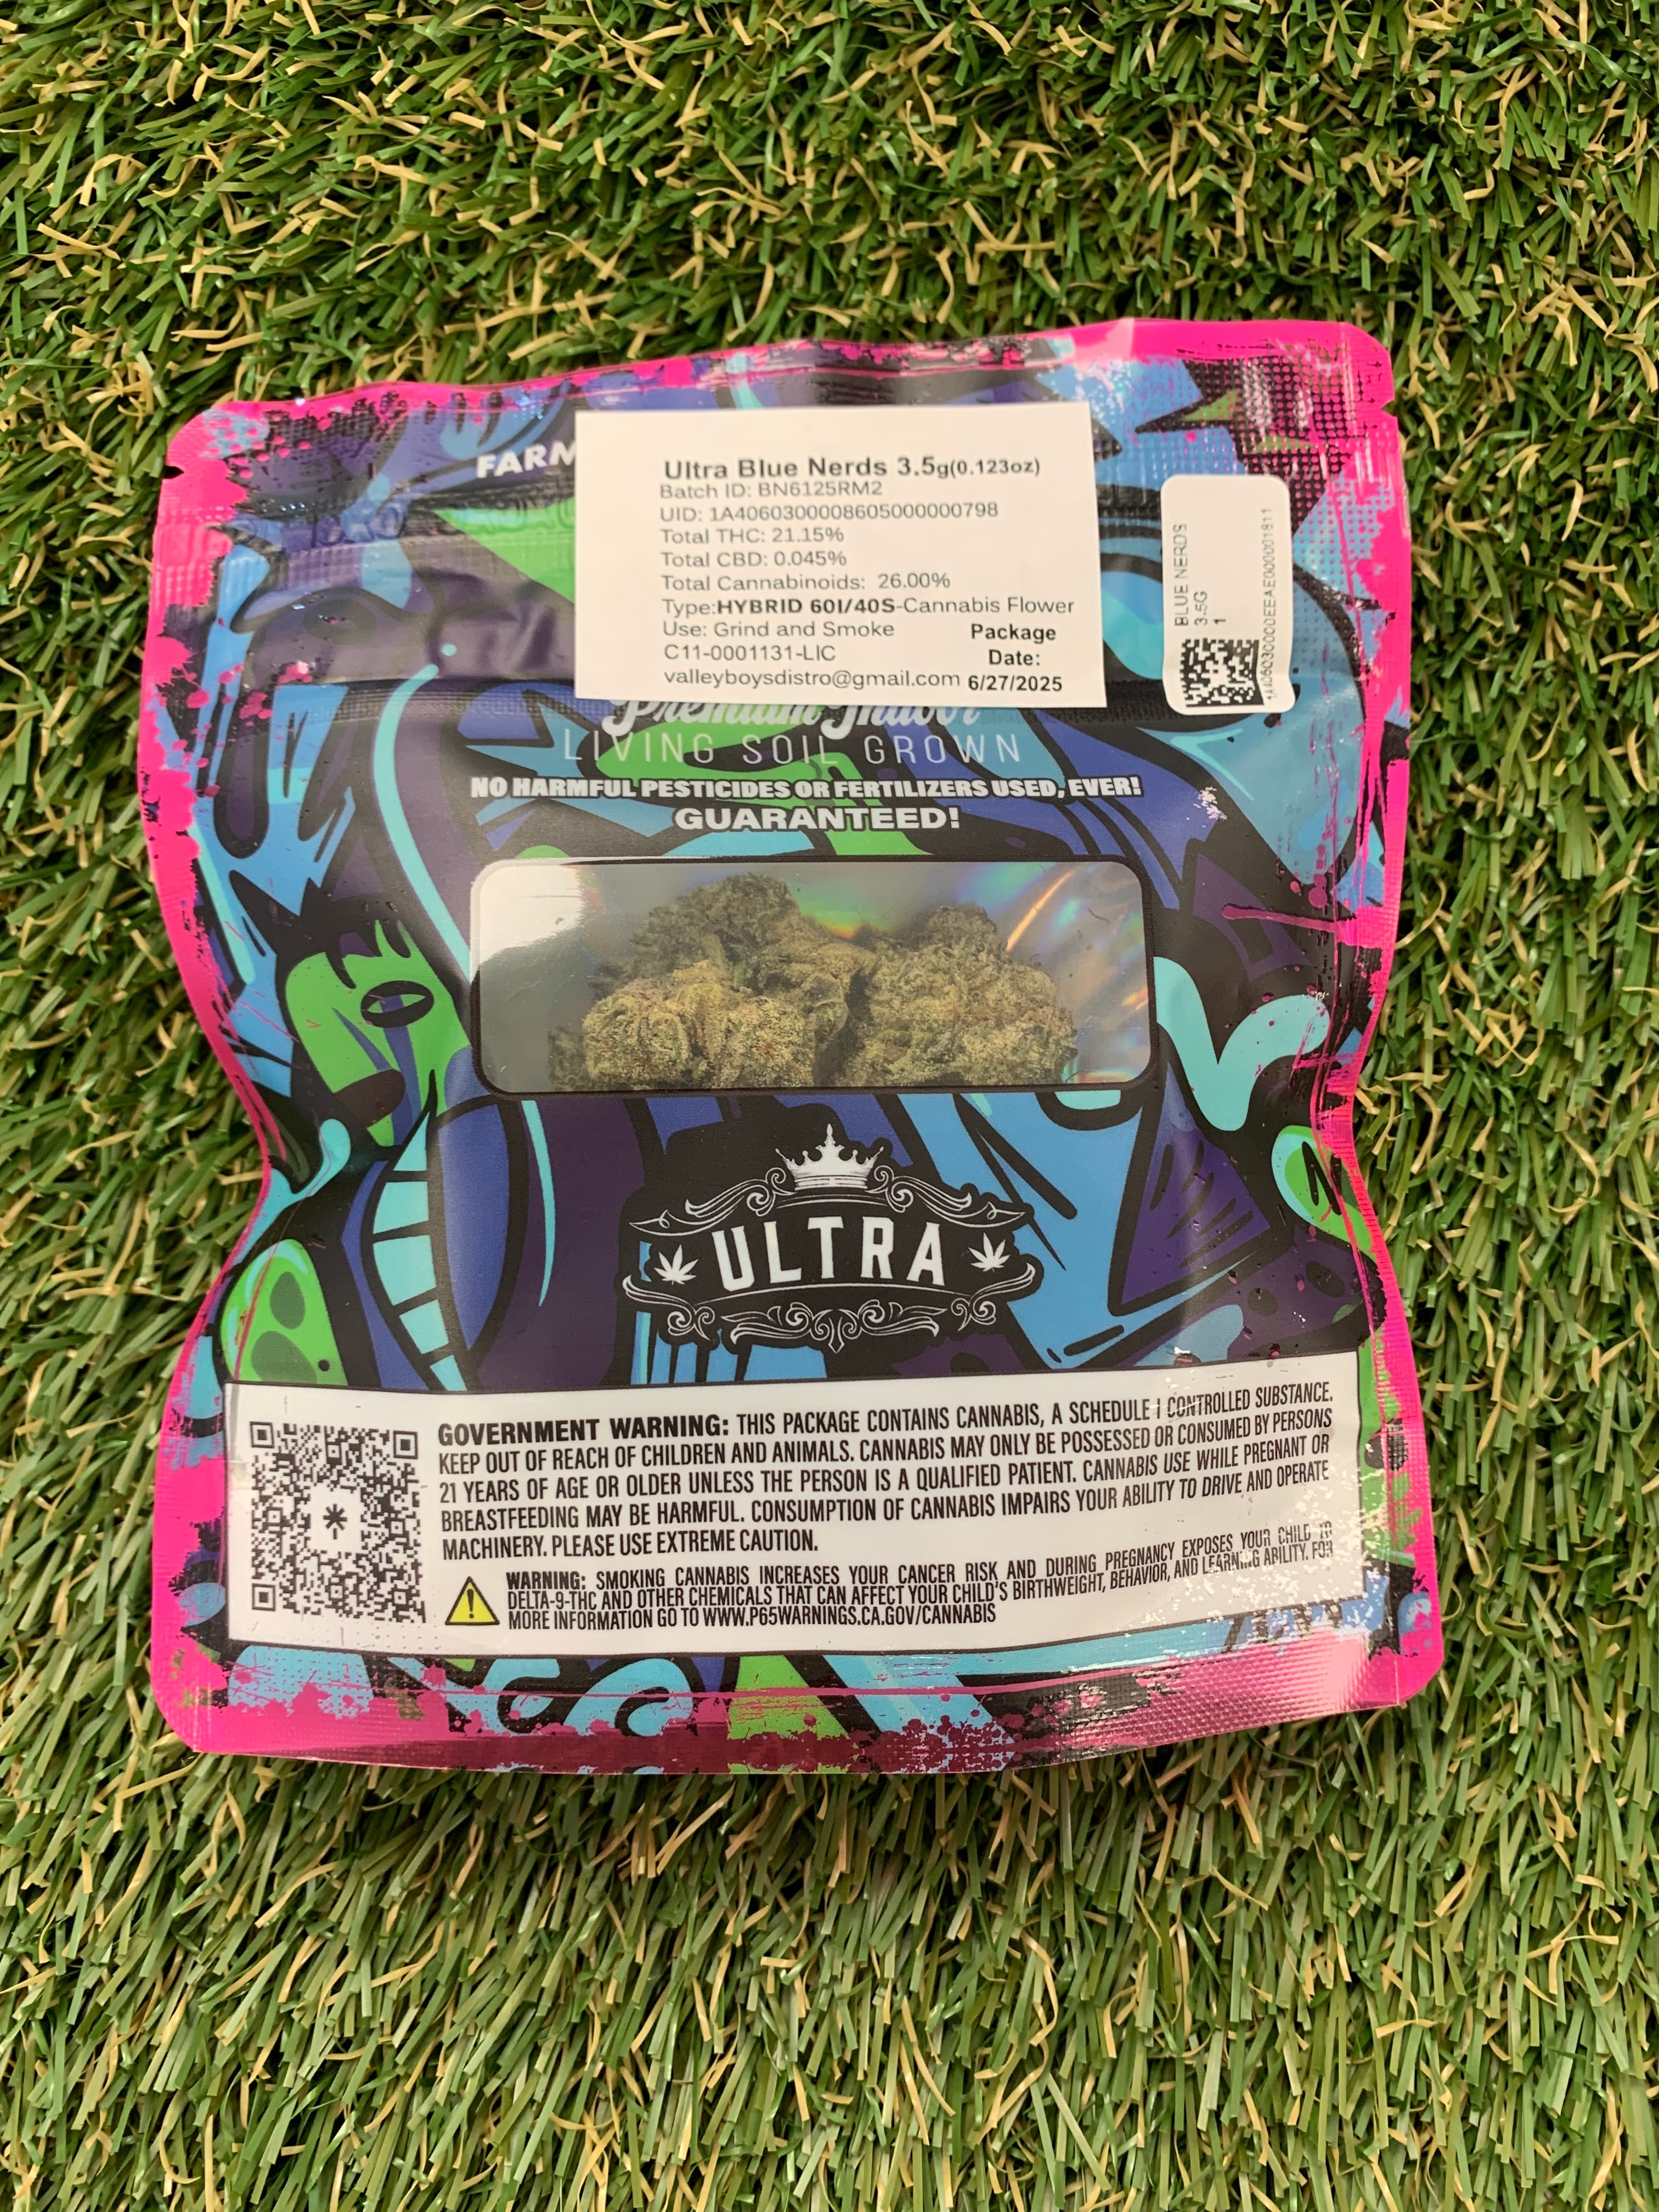 FARM
Ultra Blue Nerds 3.5g(0.123oz)
Batch ID: BN6125RM2
UID: 1A4060300008605000000798
Total THC: 21.15%
Total CBD: 0.045%
Total Cannabinoids: 26.00%
Type:HYBRID 60I/40S-Cannabis Flower
Use: Grind and Smoke
C11-0001131-LIC
valleyboysdistro@gmail.com
Package
Date:
6/27/2025
BLUE NERDS
3.5G
1
Premium Indoor
LIVING SOIL GROWN
NO HARMFUL PESTICIDES OR FERTILIZERS USED, EVER!
GUARANTEED!
ULTRA
GOVERNMENT WARNING: THIS PACKAGE CONTAINS CANNABIS, A SCHEDULE I CONTROLLED SUBSTANCE.
KEEP OUT OF REACH OF CHILDREN AND ANIMALS. CANNABIS MAY ONLY BE POSSESSED OR CONSUMED BY PERSONS
21 YEARS OF AGE OR OLDER UNLESS THE PERSON IS A QUALIFIED PATIENT. CANNABIS USE WHILE PREGNANT OR
BREASTFEEDING MAY BE HARMFUL. CONSUMPTION OF CANNABIS IMPAIRS YOUR ABILITY TO DRIVE AND OPERATE
MACHINERY. PLEASE USE EXTREME CAUTION.
WARNING: SMOKING CANNABIS INCREASES YOUR CANCER RISK AND DURING PREGNANCY EXPOSES YOUR CHILD TO
DELTA-9-THC AND OTHER CHEMICALS THAT CAN AFFECT YOUR CHILD'S BIRTHWEIGHT, BEHAVIOR, AND LEARNING ABILITY. FOR
MORE INFORMATION GO TO WWW.P65WARNINGS.CA.GOV/CANNABIS